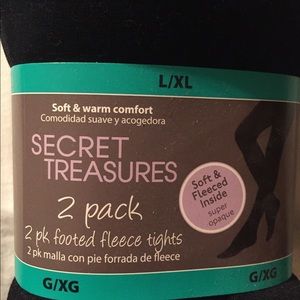 L/XL
Soft & warm comfort
Comodidad suave y acogedora
SECRET
TREASURES
2 pack
2 pk footed fleece tights
2 pk malla con pie forrada de fleece
Soft &
Fleeced
Inside
super
opaque
G/XG
G/XG